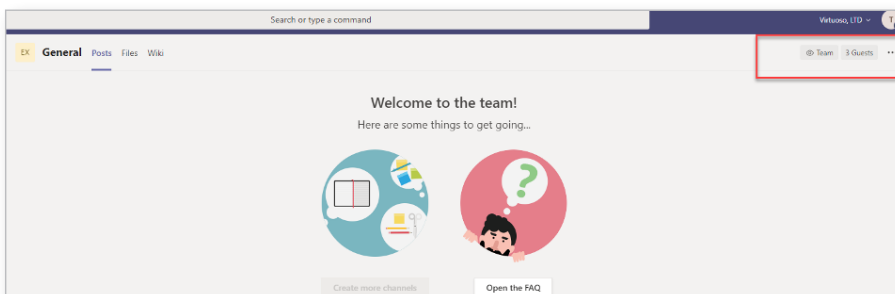 Search or type a command
Virtuoso, LTD
EX General Posts Files Wiki
Team 3 Guests ...
Welcome to the team!
Here are some things to get going...
?
Create more channels
Open the FAQ